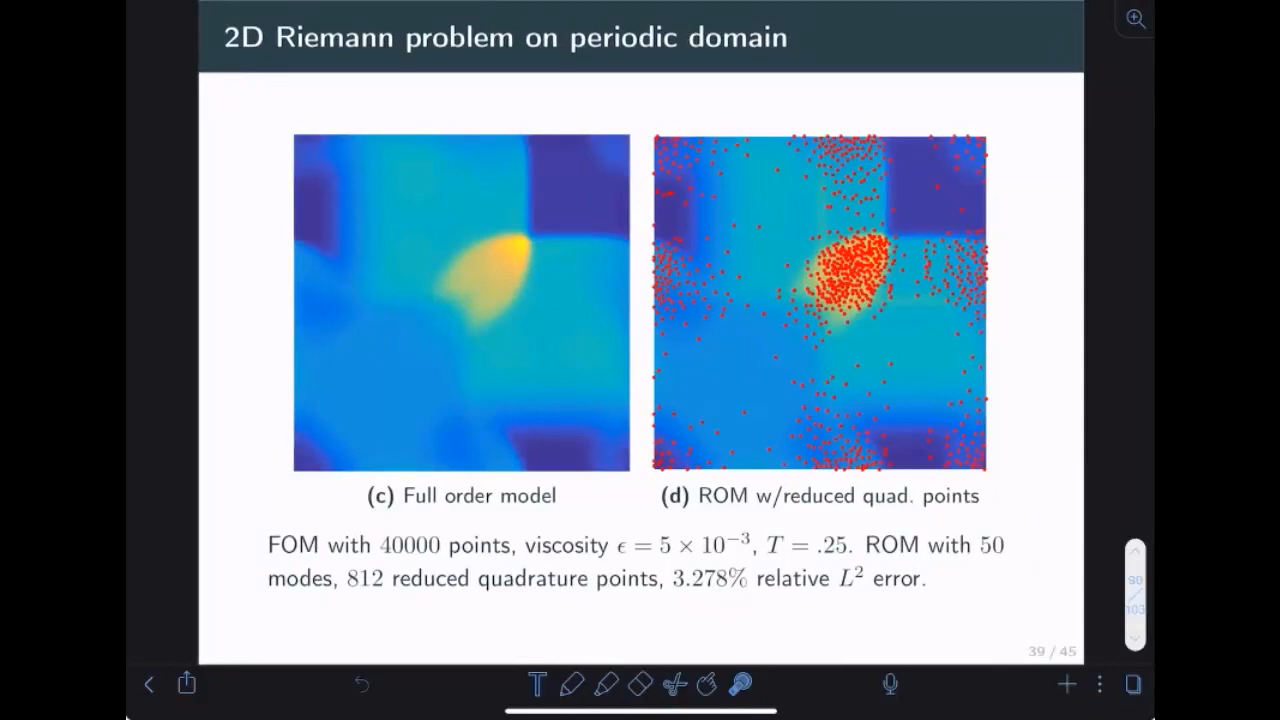 2D Riemann problem on periodic domain
(c) Full order model
(d) ROM w/reduced quad. points
FOM with 40000 points, viscosity ϵ = 5 × 10⁻³, T = .25. ROM with 50
modes, 812 reduced quadrature points, 3.278% relative L² error.
39 / 45
103
T